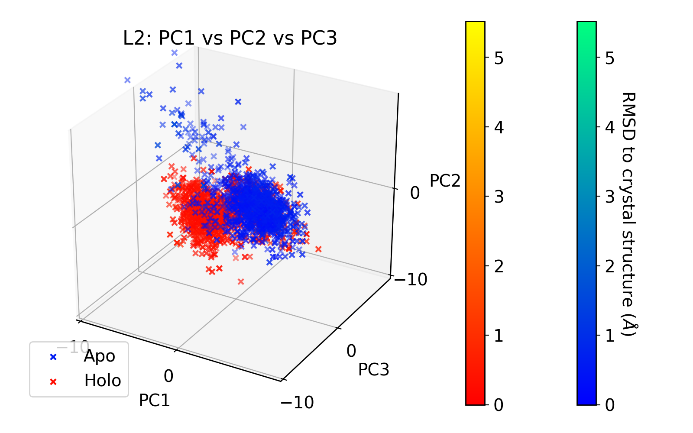 L2: PC1 vs PC2 vs PC3
0
PC2
−10
−10
0
PC1
−10
0
PC3
Apo
Holo
5
4
3
2
1
0
5
4
3
2
1
0
RMSD to crystal structure (Å)